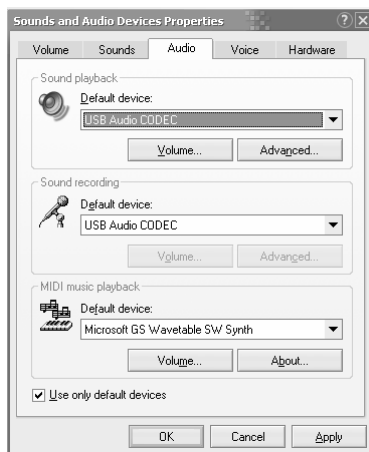 Sounds and Audio Devices Properties
Volume Sounds Audio Voice Hardware
Sound playback
Default device:
USB Audio CODEC
Volume... Advanced...
Sound recording
Default device:
USB Audio CODEC
Volume... Advanced...
MIDI music playback
Default device:
Microsoft GS Wavetable SW Synth
Volume... About...
Use only default devices
OK Cancel Apply